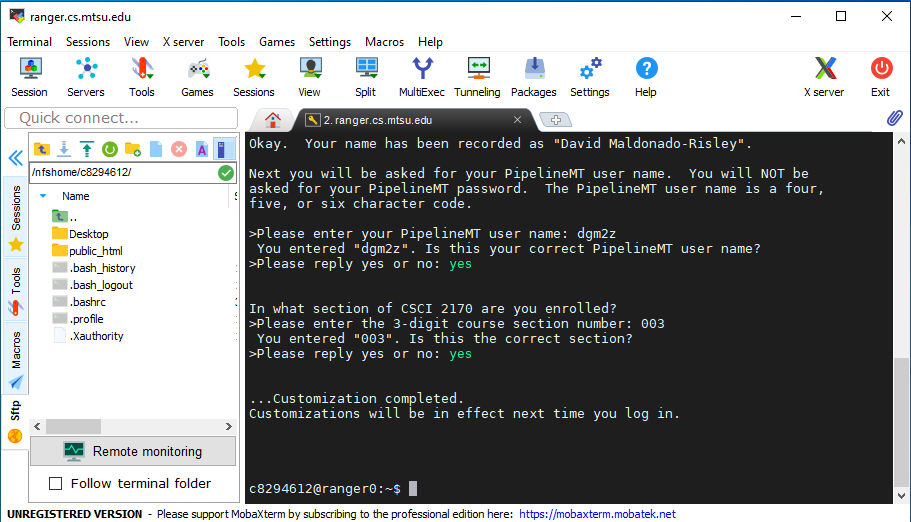 ranger.cs.mtsu.edu
Terminal Sessions View X server Tools Games Settings Macros Help
Session Servers Tools Games Sessions View Split MultiExec Tunneling Packages Settings Help X server Exit
Quick connect...
2. ranger.cs.mtsu.edu
/nfshome/c8294612/
Name
..
Desktop
public_html
.bash_history
.bash_logout
.bashrc
.profile
.Xauthority
Sessions
Tools
Macros
Sftp
Remote monitoring
Follow terminal folder
Okay.  Your name has been recorded as "David Maldonado-Risley".
Next you will be asked for your PipelineMT user name.  You will NOT be
asked for your PipelineMT password.  The PipelineMT user name is a four,
five, or six character code.
>Please enter your PipelineMT user name: dgm2z
 You entered "dgm2z". Is this your correct PipelineMT user name?
>Please reply yes or no: yes
In what section of CSCI 2170 are you enrolled?
>Please enter the 3-digit course section number: 003
 You entered "003". Is this the correct section?
>Please reply yes or no: yes
...Customization completed.
Customizations will be in effect next time you log in.
c8294612@ranger0:~$
UNREGISTERED VERSION - Please support MobaXterm by subscribing to the professional edition here: https://mobaxterm.mobatek.net